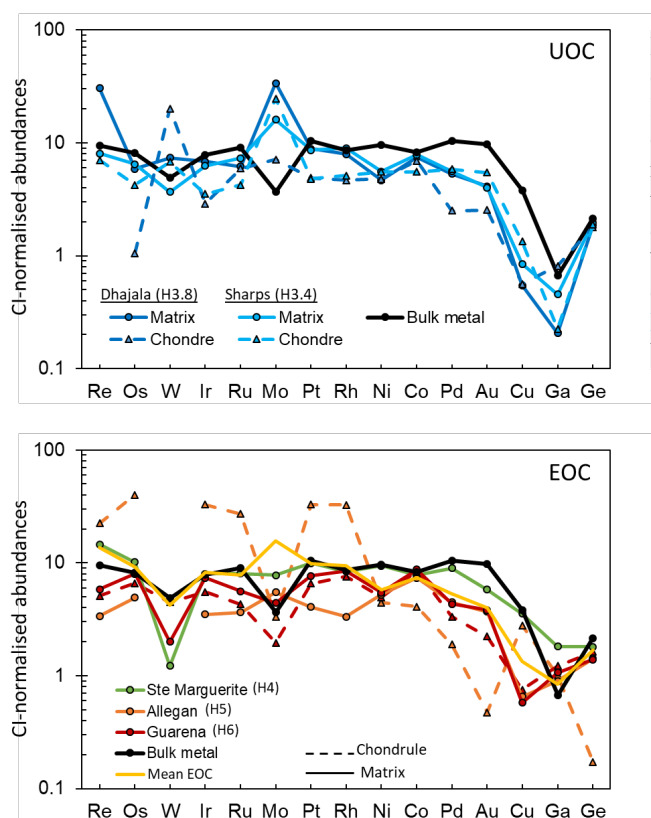 100
UOC
CI-normalised abundances
10
1
Dhajala (H3.8) Sharps (H3.4)
Matrix Matrix Bulk metal
Chondre Chondre
0.1
Re Os W Ir Ru Mo Pt Rh Ni Co Pd Au Cu Ga Ge
100
EOC
CI-normalised abundances
10
1
Ste Marguerite (H4)
Allegan (H5)
Guarena (H6)
Bulk metal Chondrule
Mean EOC Matrix
0.1
Re Os W Ir Ru Mo Pt Rh Ni Co Pd Au Cu Ga Ge